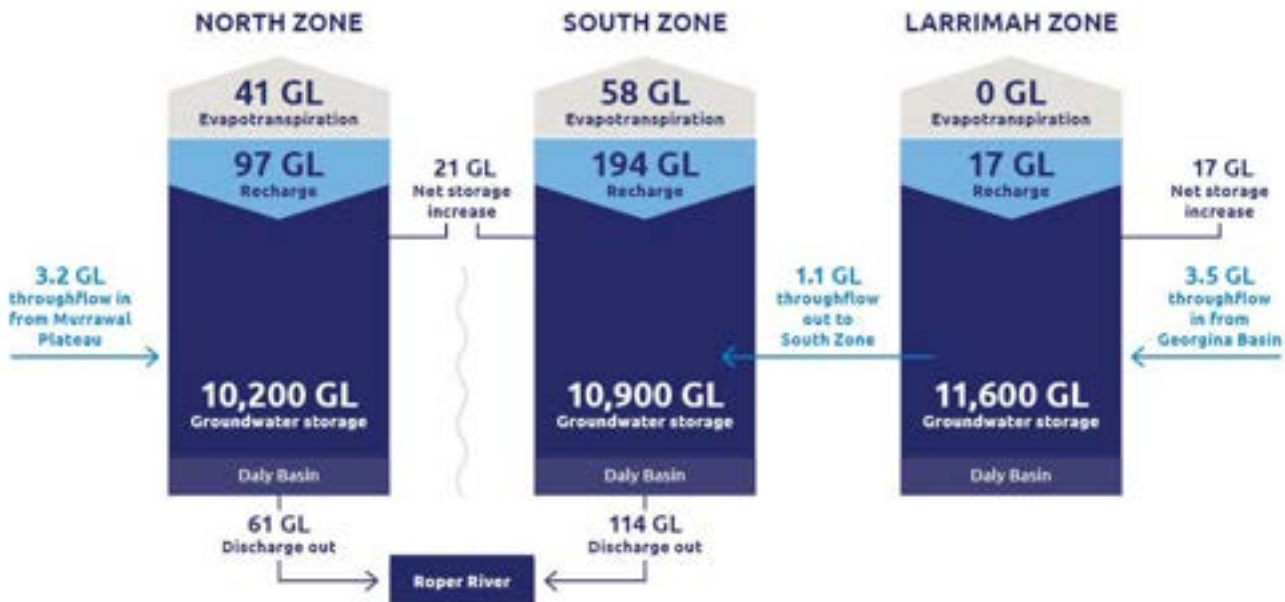 NORTH ZONE
SOUTH ZONE
LARRIMAH ZONE
41 GL
Evapotranspiration
58 GL
Evapotranspiration
0 GL
Evapotranspiration
97 GL
Recharge
21 GL
Net storage
increase
194 GL
Recharge
17 GL
Recharge
17 GL
Net storage
increase
3.2 GL
throughflow in
from Murrawal
Plateau
1.1 GL
throughflow
out to
South Zone
3.5 GL
throughflow
in from
Georgina Basin
10,200 GL
Groundwater storage
10,900 GL
Groundwater storage
11,600 GL
Groundwater storage
Daly Basin
Daly Basin
Daly Basin
61 GL
Discharge out
114 GL
Discharge out
Roper River